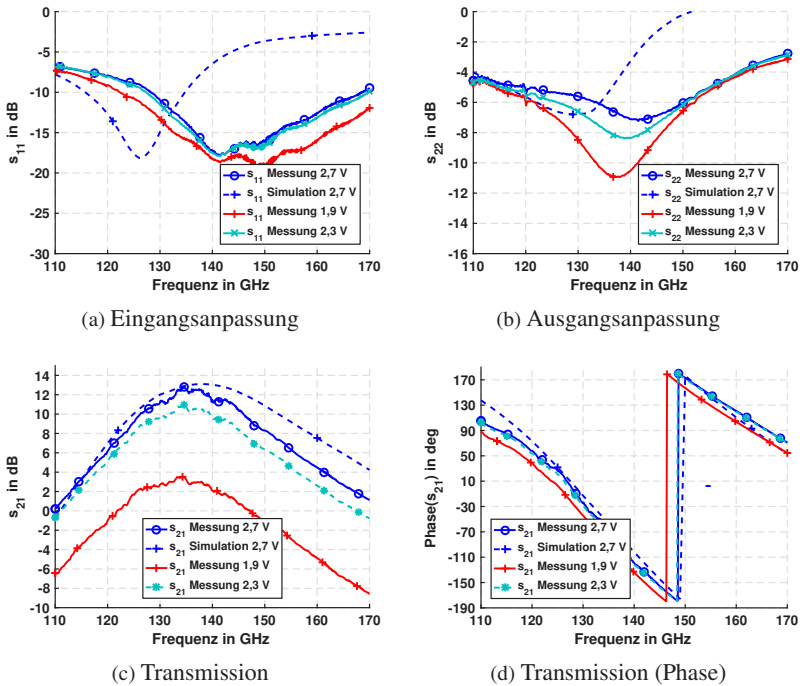 0
-5
-10
-15
-20
-25
-30
s11 in dB
110 120 130 140 150 160 170
Frequenz in GHz
s11 Messung 2,7 V
s11 Simulation 2,7 V
s11 Messung 1,9 V
s11 Messung 2,3 V
(a) Eingangsanpassung
0
-2
-4
-6
-8
-10
-12
-14
-16
s22 in dB
110 120 130 140 150 160 170
Frequenz in GHz
s22 Messung 2,7 V
s22 Simulation 2,7 V
s22 Messung 1,9 V
s22 Messung 2,3 V
(b) Ausgangsanpassung
14
12
10
8
6
4
2
0
-2
-4
-6
-8
-10
s21 in dB
110 120 130 140 150 160 170
Frequenz in GHz
s21 Messung 2,7 V
s21 Simulation 2,7 V
s21 Messung 1,9 V
s21 Messung 2,3 V
(c) Transmission
170
130
90
50
10
-30
-70
-110
-150
-190
Phase(s21) in deg
110 120 130 140 150 160 170
Frequenz in GHz
s21 Messung 2,7 V
s21 Simulation 2,7 V
s21 Messung 1,9 V
s21 Messung 2,3 V
(d) Transmission (Phase)